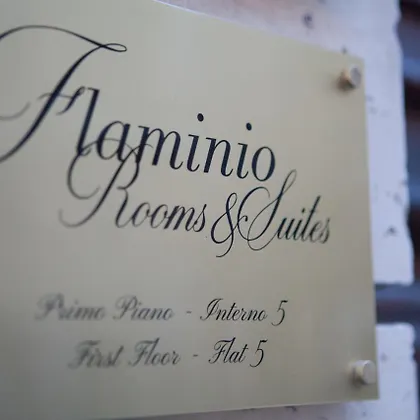 Flaminio
Rooms & Suites
Primo Piano - Interno 5
First Floor - Flat 5